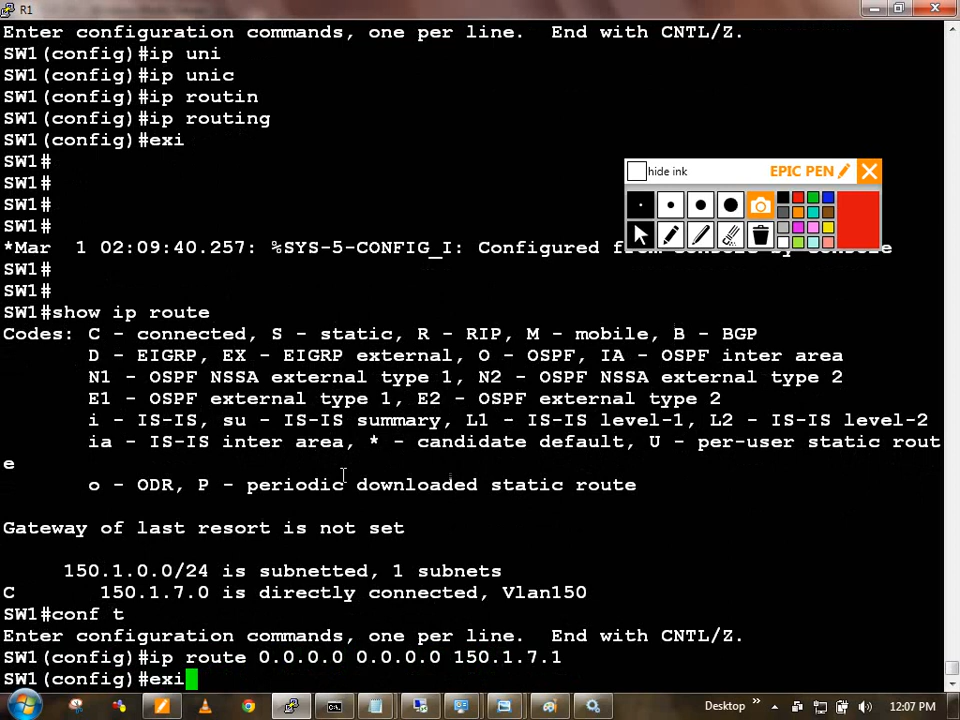 R1
Enter configuration commands, one per line.  End with CNTL/Z.
SW1(config)#ip uni
SW1(config)#ip unic
SW1(config)#ip routin
SW1(config)#ip routing
SW1(config)#exi
SW1#
SW1#
SW1#
SW1#
hide ink
EPIC PEN
*Mar  1 02:09:40.257: %SYS-5-CONFIG_I: Configured from console by console
SW1#
SW1#
SW1#show ip route
Codes: C - connected, S - static, R - RIP, M - mobile, B - BGP
D - EIGRP, EX - EIGRP external, O - OSPF, IA - OSPF inter area
N1 - OSPF NSSA external type 1, N2 - OSPF NSSA external type 2
E1 - OSPF external type 1, E2 - OSPF external type 2
i - IS-IS, su - IS-IS summary, L1 - IS-IS level-1, L2 - IS-IS level-2
ia - IS-IS inter area, * - candidate default, U - per-user static rout
e
o - ODR, P - periodic downloaded static route
Gateway of last resort is not set
150.1.0.0/24 is subnetted, 1 subnets
C       150.1.7.0 is directly connected, Vlan150
SW1#conf t
Enter configuration commands, one per line.  End with CNTL/Z.
SW1(config)#ip route 0.0.0.0 0.0.0.0 150.1.7.1
SW1(config)#exi
Desktop
12:07 PM